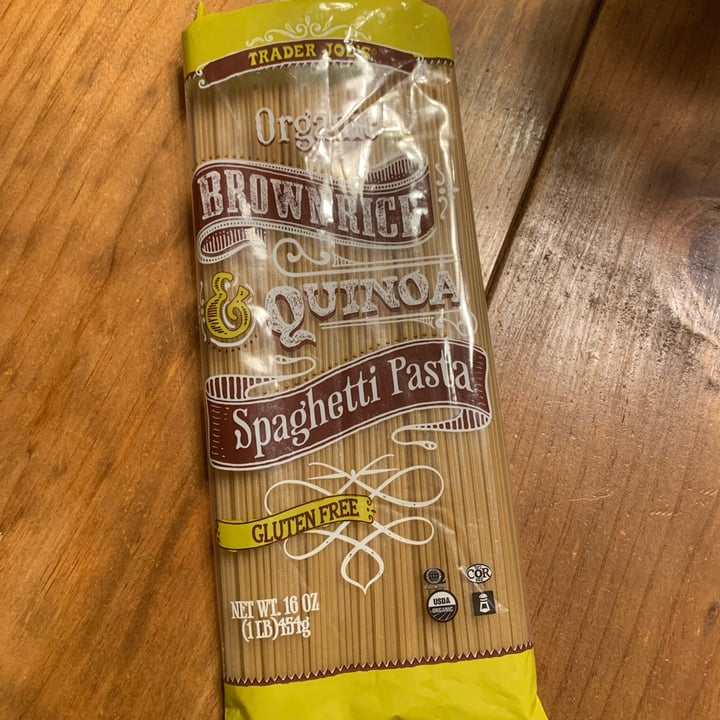 TRADER JOE'S
Organic
BROWN RICE
& QUINOA
Spaghetti Pasta
GLUTEN FREE
COR
USDA
ORGANIC
NET WT. 16 OZ
(1 LB) 454g